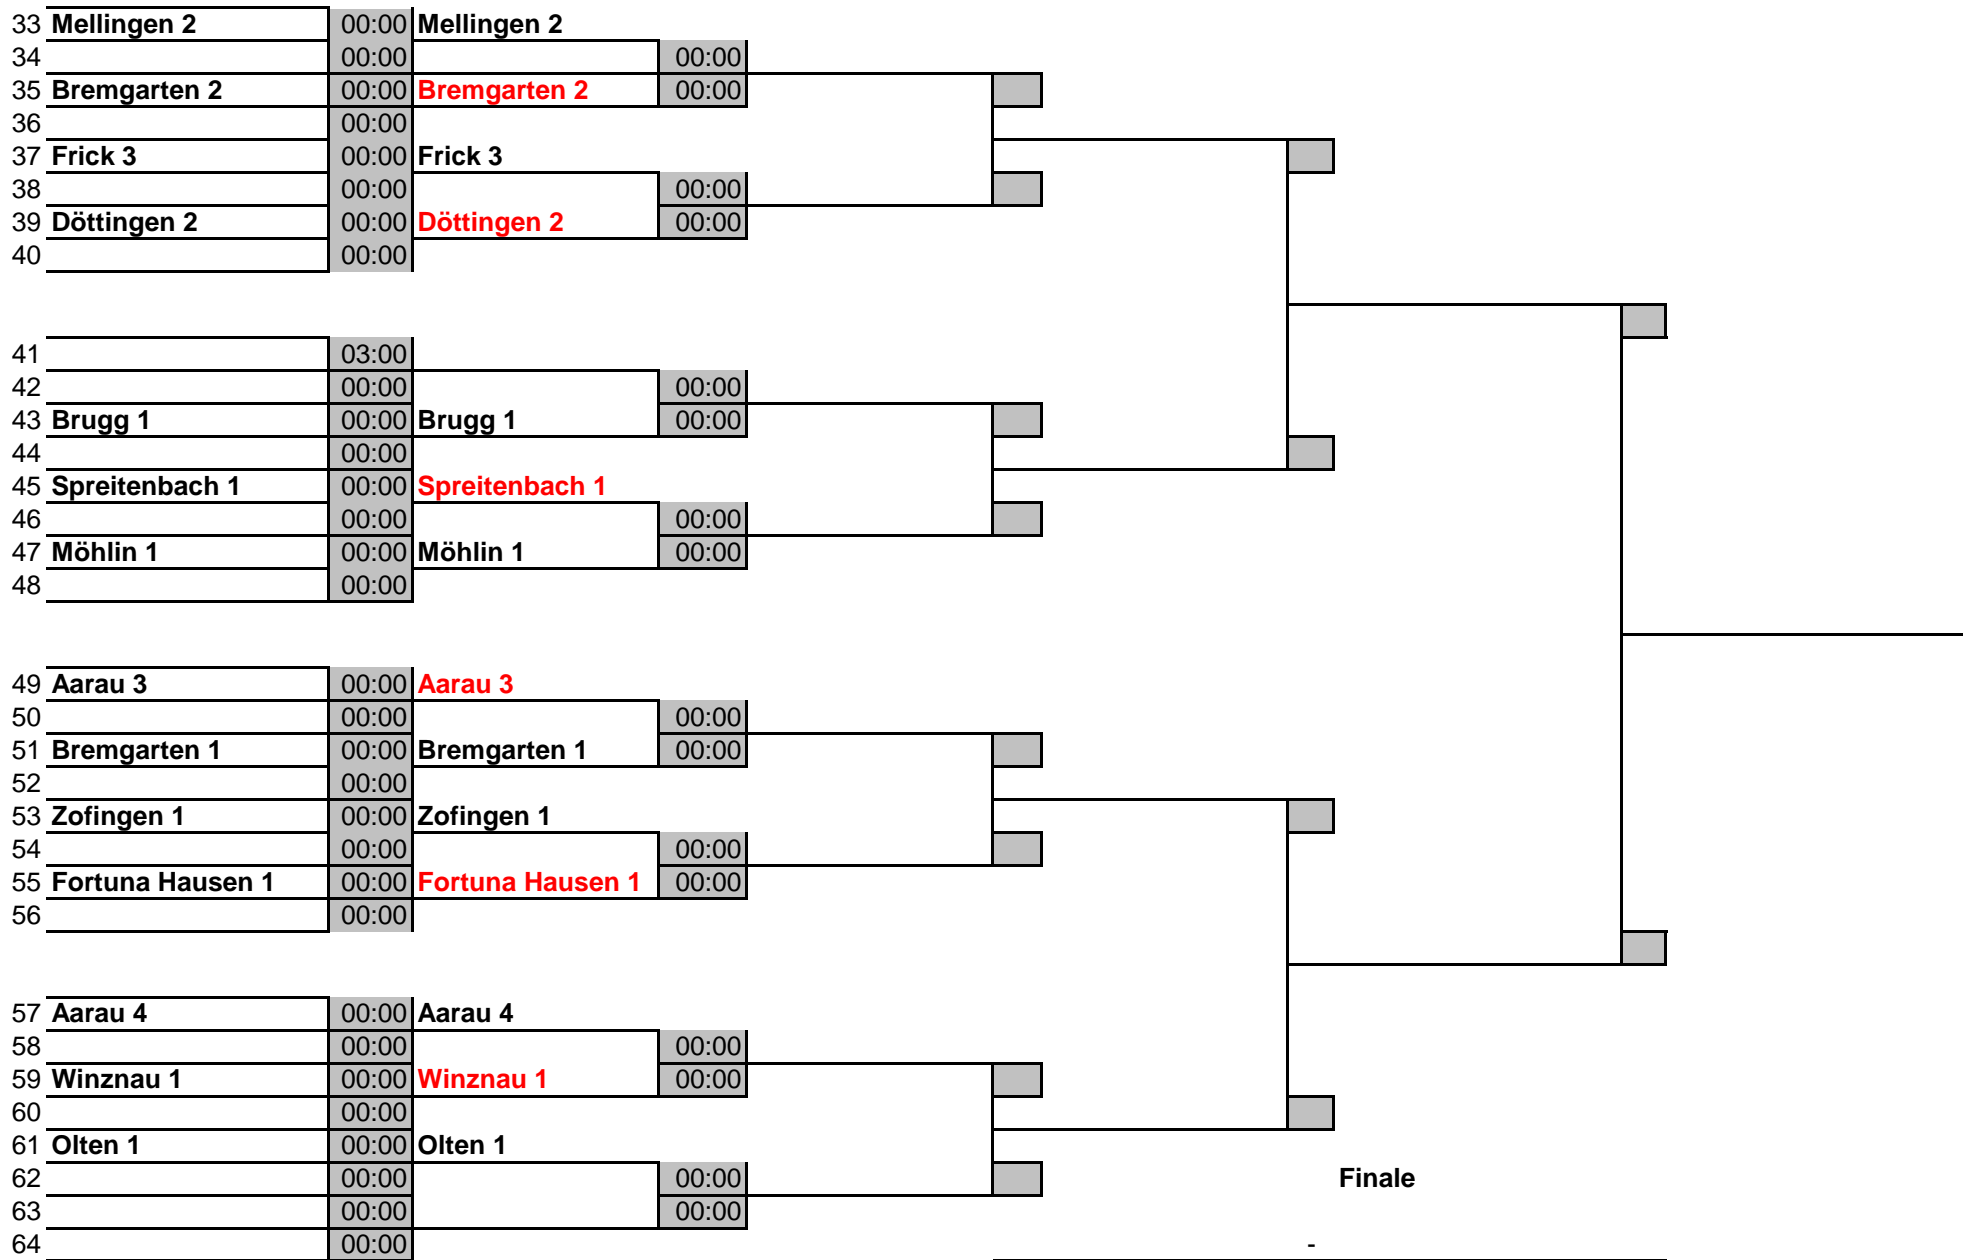 33 Mellingen 2 00:00 Mellingen 2
34 00:00 00:00
35 Bremgarten 2 00:00 Bremgarten 2 00:00
36 00:00
37 Frick 3 00:00 Frick 3
38 00:00 00:00
39 Döttingen 2 00:00 Döttingen 2 00:00
40 00:00
41 03:00
42 00:00 00:00
43 Brugg 1 00:00 Brugg 1 00:00
44 00:00
45 Spreitenbach 1 00:00 Spreitenbach 1
46 00:00 00:00
47 Möhlin 1 00:00 Möhlin 1 00:00
48 00:00
49 Aarau 3 00:00 Aarau 3
50 00:00 00:00
51 Bremgarten 1 00:00 Bremgarten 1 00:00
52 00:00
53 Zofingen 1 00:00 Zofingen 1
54 00:00 00:00
55 Fortuna Hausen 1 00:00 Fortuna Hausen 1 00:00
56 00:00
57 Aarau 4 00:00 Aarau 4
58 00:00 00:00
59 Winznau 1 00:00 Winznau 1 00:00
60 00:00
61 Olten 1 00:00 Olten 1
62 00:00 00:00 Finale
63 00:00 00:00
64 00:00 -